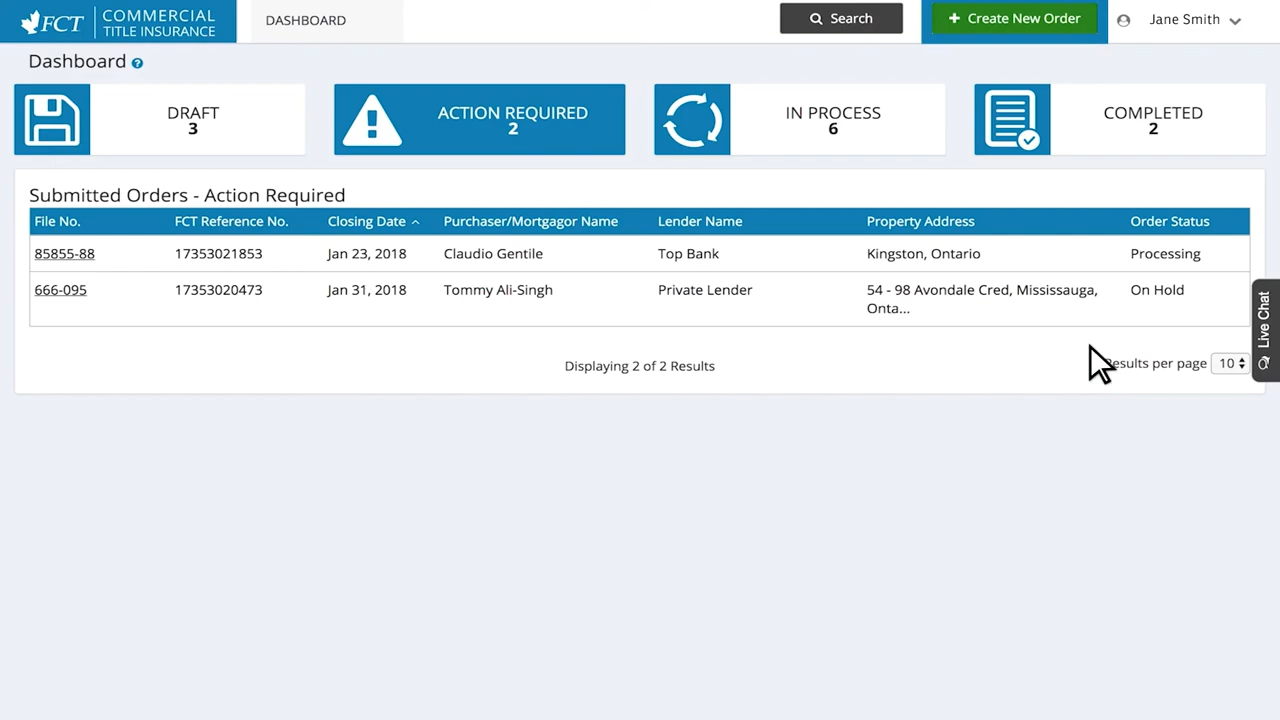 FCT COMMERCIAL TITLE INSURANCE
DASHBOARD
Search
Create New Order
Jane Smith
Dashboard ?
DRAFT
3
ACTION REQUIRED
2
IN PROCESS
6
COMPLETED
2
Submitted Orders - Action Required
File No. FCT Reference No. Closing Date Purchaser/Mortgagor Name Lender Name Property Address Order Status
85855-88 17353021853 Jan 23, 2018 Claudio Gentile Top Bank Kingston, Ontario Processing
666-095 17353020473 Jan 31, 2018 Tommy Ali-Singh Private Lender 54 - 98 Avondale Cred, Mississauga, On Hold
Onta...
Live Chat
Displaying 2 of 2 Results
esults per page 10